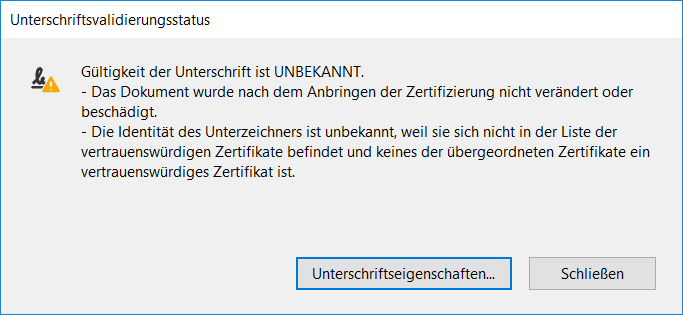 Unterschriftsvalidierungsstatus
Gültigkeit der Unterschrift ist UNBEKANNT.
- Das Dokument wurde nach dem Anbringen der Zertifizierung nicht verändert oder
beschädigt.
- Die Identität des Unterzeichners ist unbekannt, weil sie sich nicht in der Liste der
vertrauenswürdigen Zertifikate befindet und keines der übergeordneten Zertifikate ein
vertrauenswürdiges Zertifikat ist.
Unterschriftseigenschaften...
Schließen